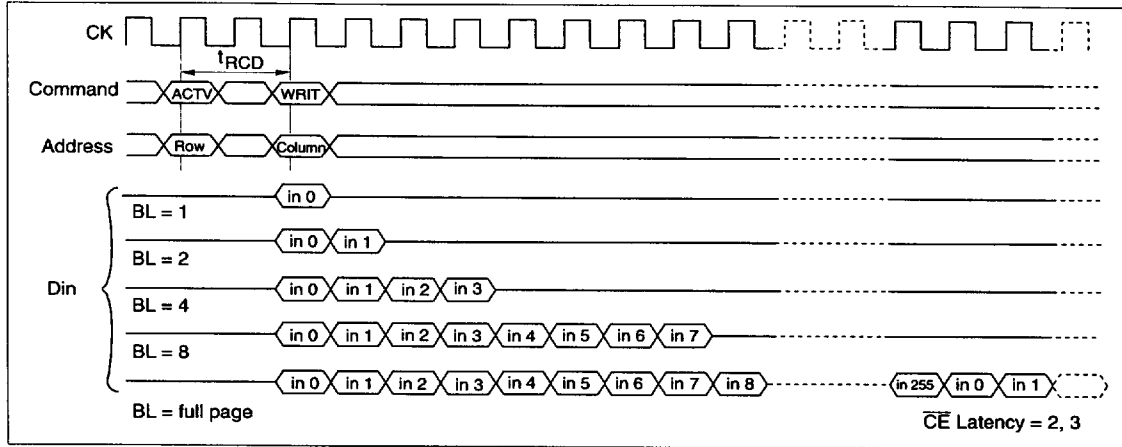 CK
tRCD
Command ACTV WRIT
Address Row Column
in 0
BL = 1
in 0 in 1
BL = 2
Din
in 0 in 1 in 2 in 3
BL = 4
in 0 in 1 in 2 in 3 in 4 in 5 in 6 in 7
BL = 8
in 0 in 1 in 2 in 3 in 4 in 5 in 6 in 7 in 8 in 255 in 0 in 1
BL = full page
C̅E̅ Latency = 2, 3